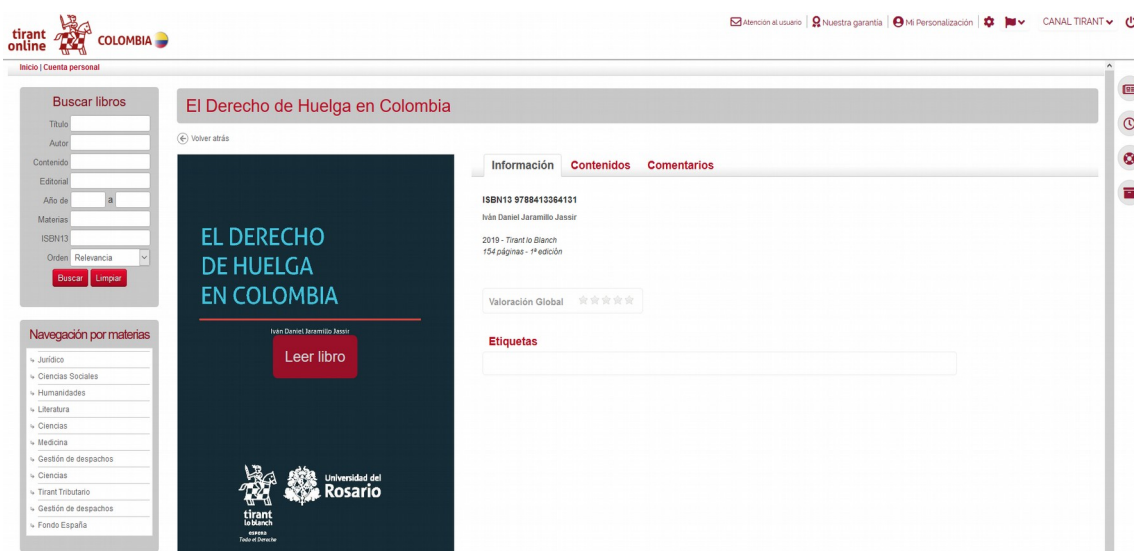 tirant
online
COLOMBIA
Atención al usuario
Nuestra garantía
Mi Personalización
CANAL TIRANT
Inicio | Cuenta personal
Buscar libros
Título
Autor
Contenido
Editorial
Año de
a
Materias
ISBN13
Orden
Relevancia
Buscar
Limpiar
Navegación por materias
Jurídico
Ciencias Sociales
Humanidades
Literatura
Ciencias
Medicina
Gestión de despachos
Ciencias
Tirant Tributario
Gestión de despachos
Fondo España
El Derecho de Huelga en Colombia
Volver atrás
EL DERECHO
DE HUELGA
EN COLOMBIA
Iván Daniel Jaramillo Jassir
Leer libro
tirant
lo blanch
Todo el Derecho
Universidad del
Rosario
Información
Contenidos
Comentarios
ISBN13 9788413364131
Iván Daniel Jaramillo Jassir
2019 - Tirant lo Blanch
154 páginas - 1ª edición
Valoración Global
Etiquetas